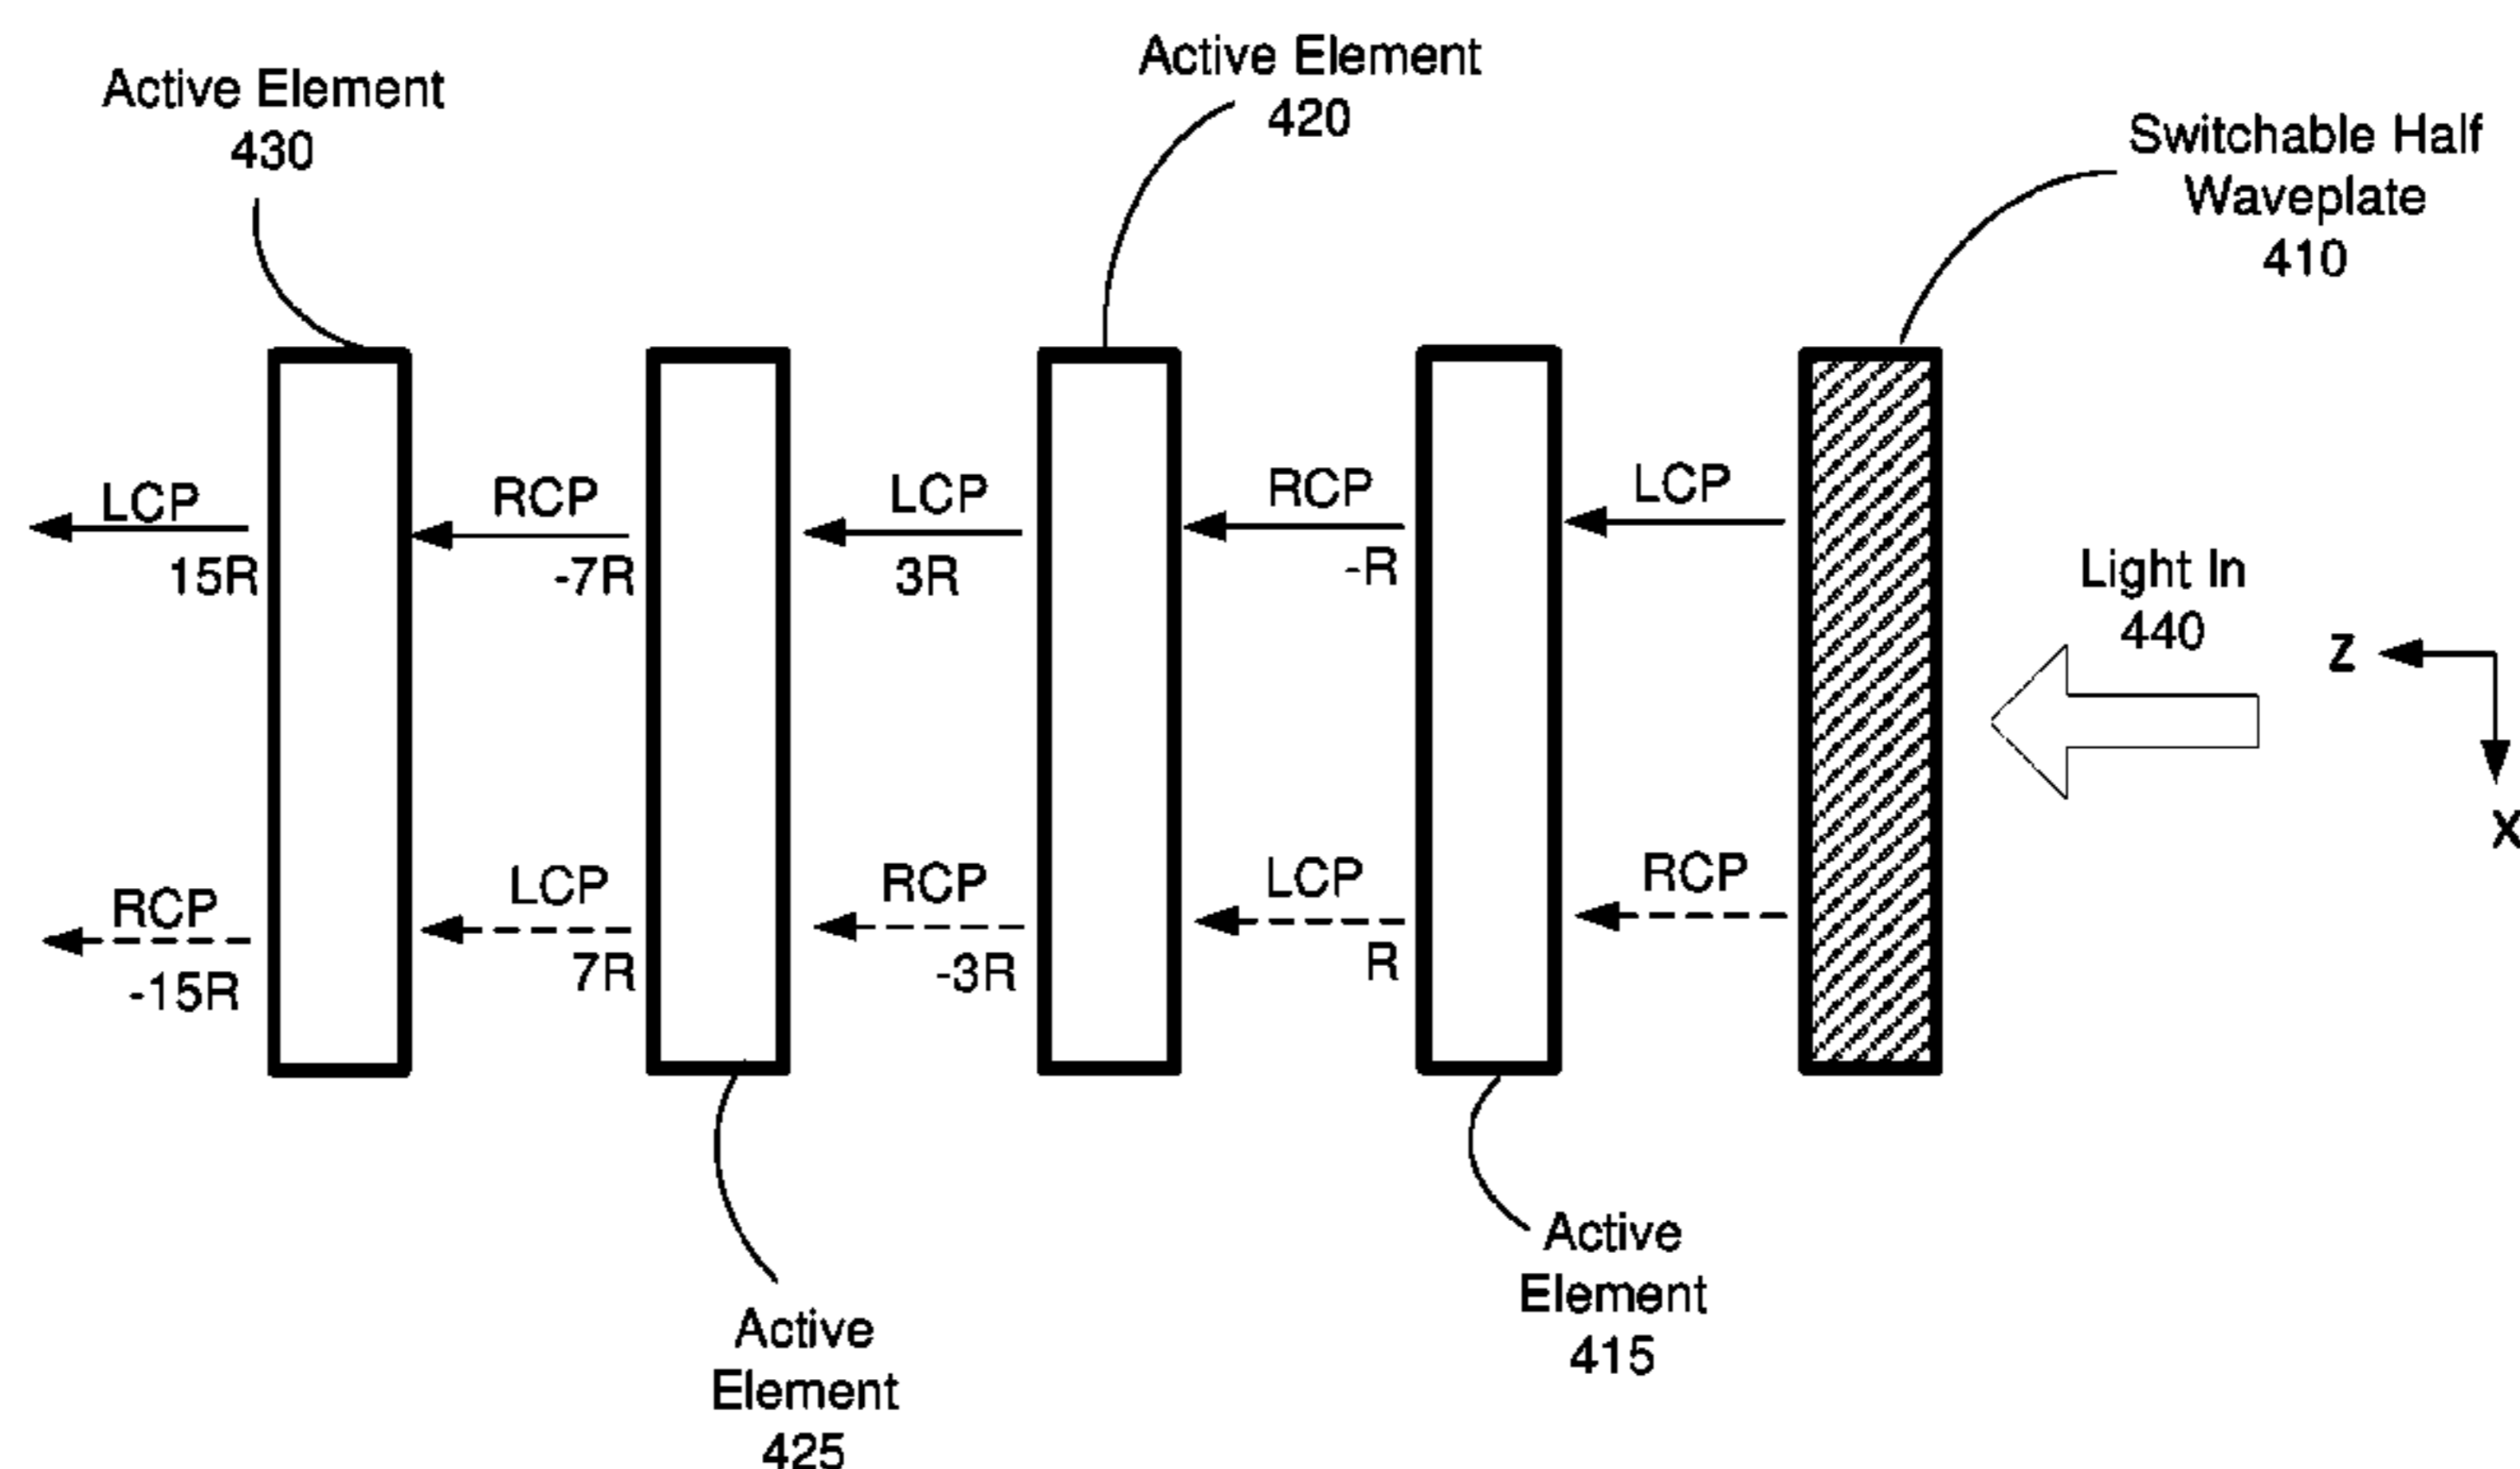 Active Element
430
Active Element
420
Switchable Half
Waveplate
410
LCP
15R
RCP
-7R
LCP
3R
RCP
-R
LCP
Light In
440
Z
X
RCP
-15R
LCP
7R
RCP
-3R
LCP
R
RCP
Active
Element
415
Active
Element
425